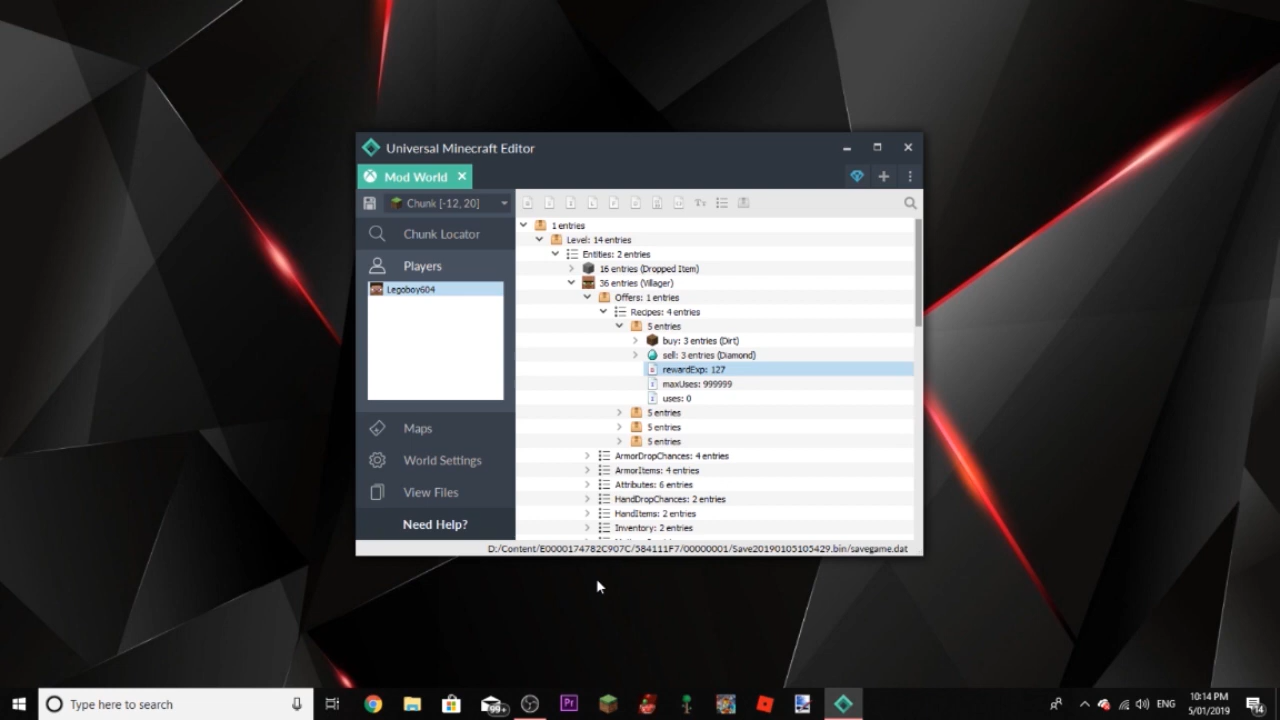 Universal Minecraft Editor
Mod World
Chunk [-12, 20]
Chunk Locator
Players
Legoboy604
Maps
World Settings
View Files
Need Help?
1 entries
Level: 14 entries
Entities: 2 entries
16 entries (Dropped Item)
36 entries (Villager)
Offers: 1 entries
Recipes: 4 entries
5 entries
buy: 3 entries (Dirt)
sell: 3 entries (Diamond)
rewardExp: 127
maxUses: 999999
uses: 0
5 entries
5 entries
5 entries
ArmorDropChances: 4 entries
ArmorItems: 4 entries
Attributes: 6 entries
HandDropChances: 2 entries
HandItems: 2 entries
Inventory: 2 entries
D:/Content/E0000174782C907C/584111F7/00000001/Save20190105105429.bin/savegame.dat
Type here to search
99+
Pr
ENG
10:14 PM
5/01/2019
14